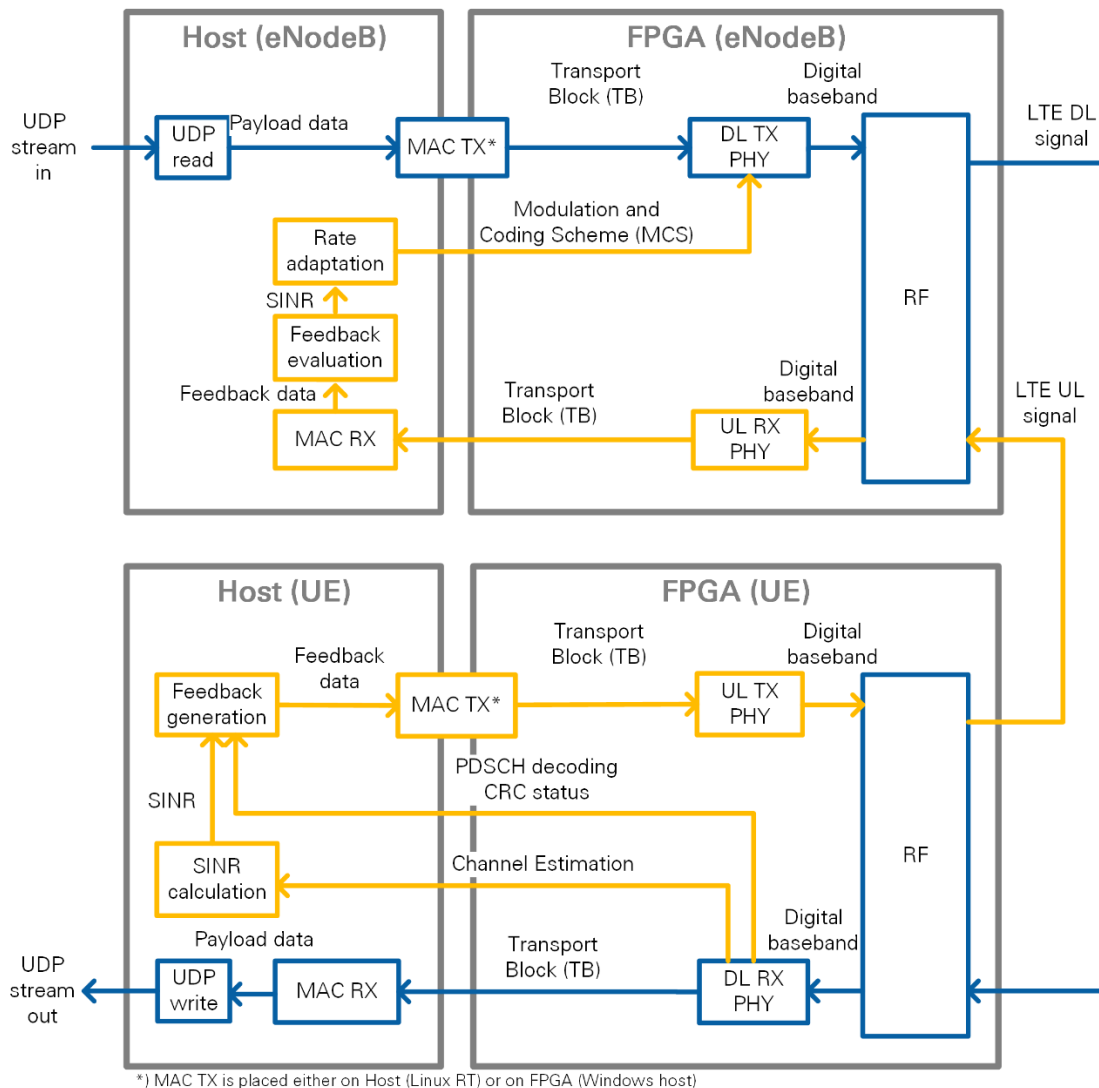 Host (eNodeB)
FPGA (eNodeB)
Transport
Block (TB)
Digital
baseband
UDP
stream
in
UDP
read
Payload data
MAC TX*
DL TX
PHY
LTE DL
signal
Modulation and
Coding Scheme (MCS)
Rate
adaptation
SINR
Feedback
evaluation
RF
Feedback data
MAC RX
Transport
Block (TB)
UL RX
PHY
Digital
baseband
LTE UL
signal
Host (UE)
FPGA (UE)
Transport
Block (TB)
Digital
baseband
Feedback
generation
Feedback
data
MAC TX*
UL TX
PHY
PDSCH decoding
CRC status
SINR
SINR
calculation
Channel Estimation
RF
Payload data
Transport
Block (TB)
Digital
baseband
UDP
stream
out
UDP
write
MAC RX
DL RX
PHY
*) MAC TX is placed either on Host (Linux RT) or on FPGA (Windows host)